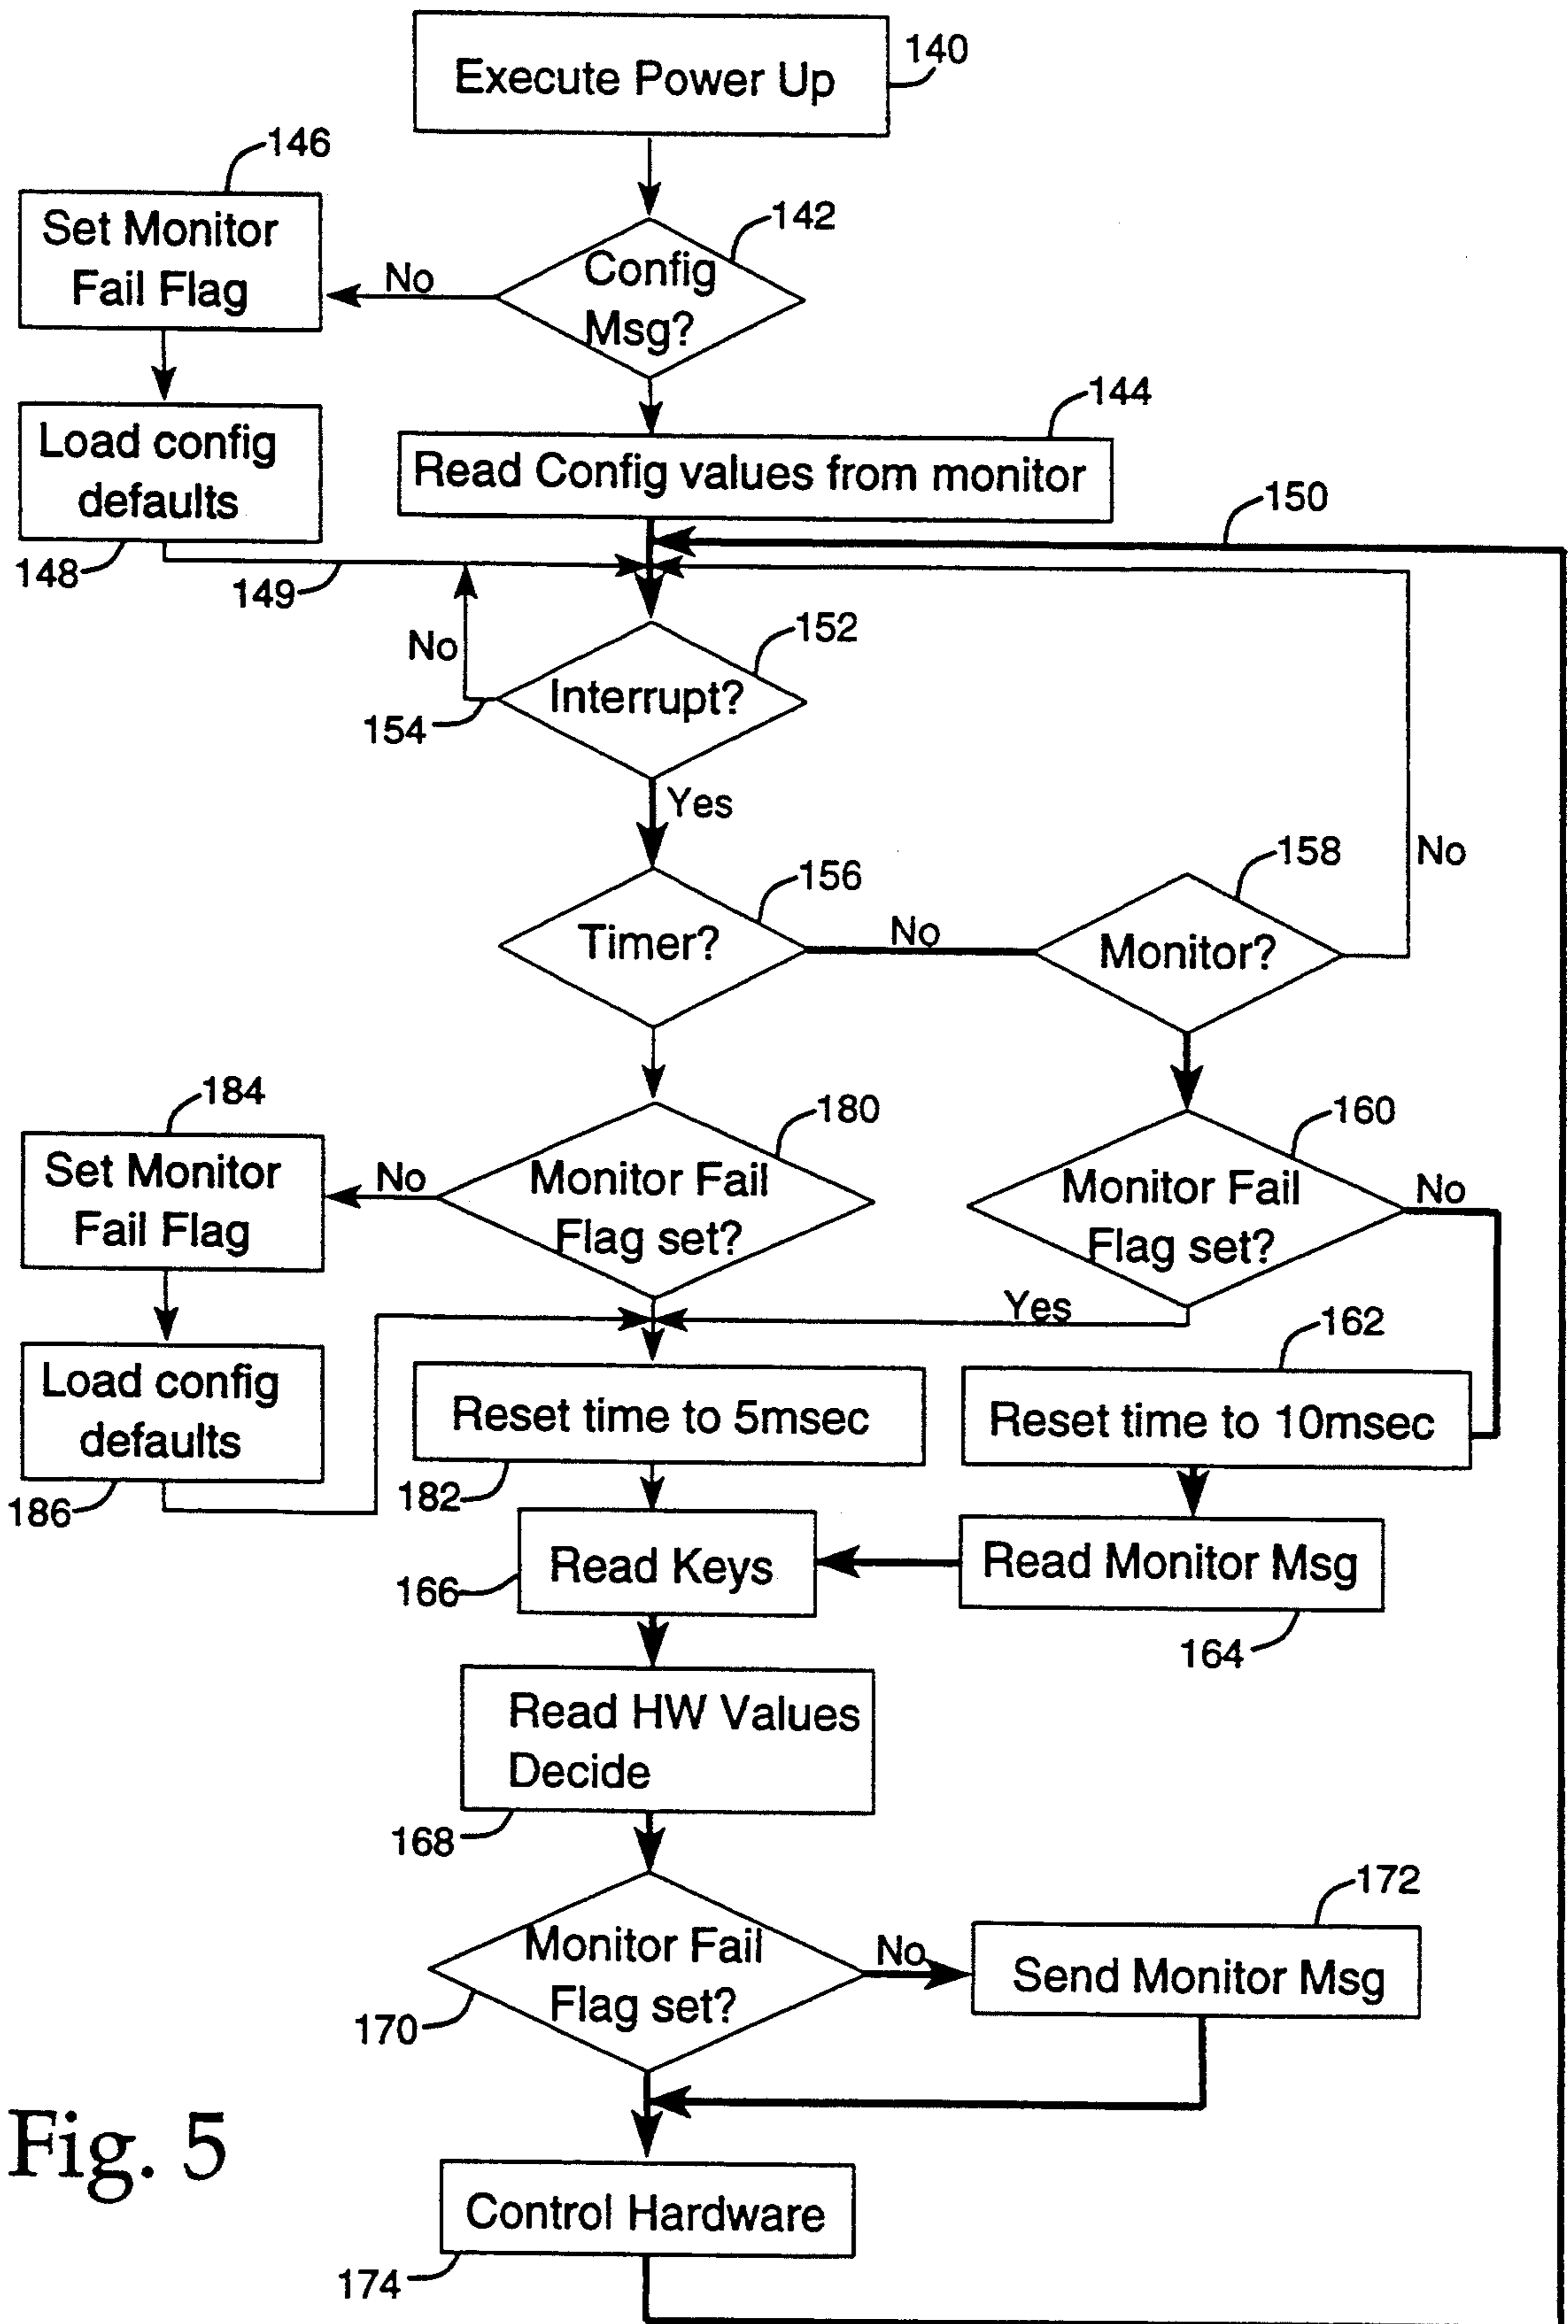 Execute Power Up
140
146
Set Monitor
Fail Flag
No
142
Config
Msg?
144
Load config
defaults
Read Config values from monitor
148
149
150
No
152
Interrupt?
154
Yes
156
Timer?
No
158
Monitor?
No
184
Set Monitor
Fail Flag
No
180
Monitor Fail
Flag set?
160
Monitor Fail
Flag set?
No
Yes
162
Load config
defaults
186
Reset time to 5msec
182
Reset time to 10msec
Read Keys
166
Read Monitor Msg
164
Read HW Values
Decide
168
Monitor Fail
Flag set?
170
No
172
Send Monitor Msg
Fig. 5
Control Hardware
174